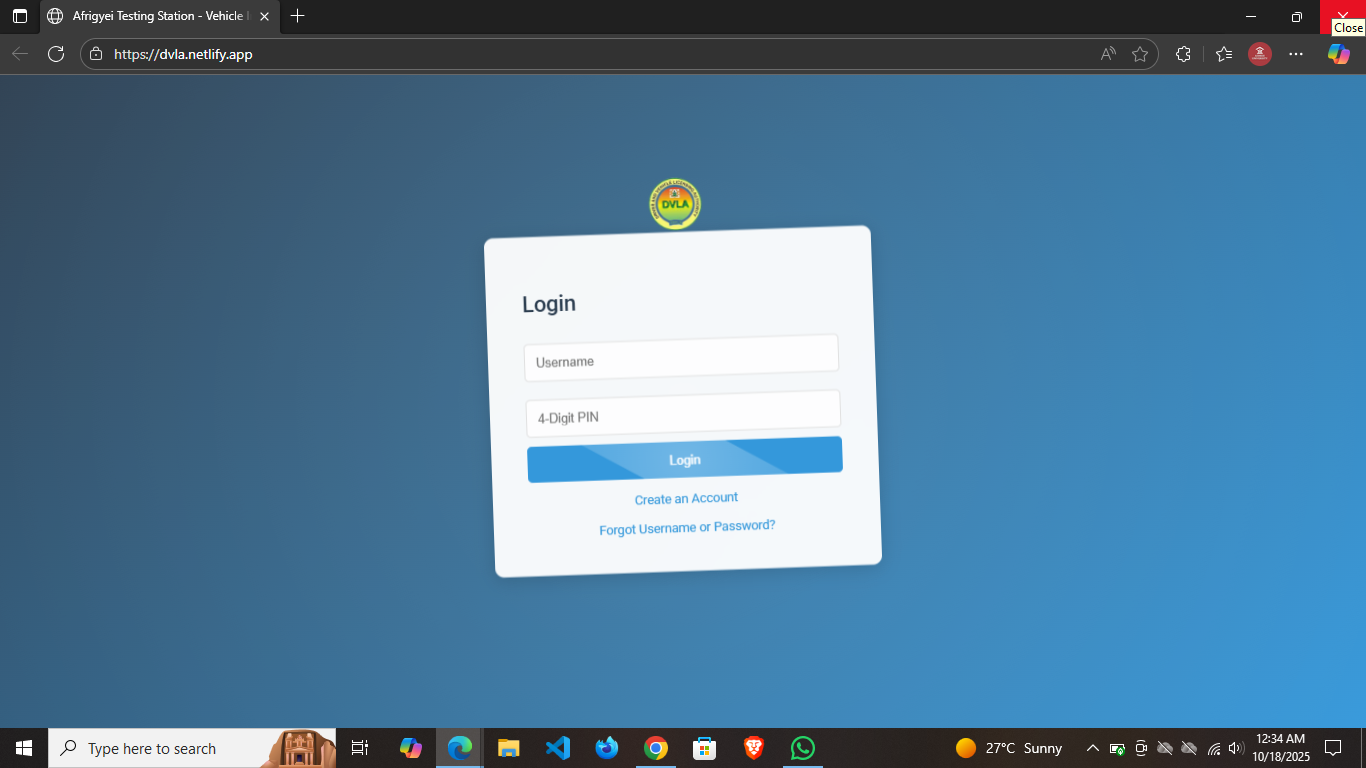 Afrigyei Testing Station - Vehicle
Close
https://dvla.netlify.app
DVLA
Login
Username
4-Digit PIN
Login
Create an Account
Forgot Username or Password?
Type here to search
27°C Sunny
12:34 AM
10/18/2025